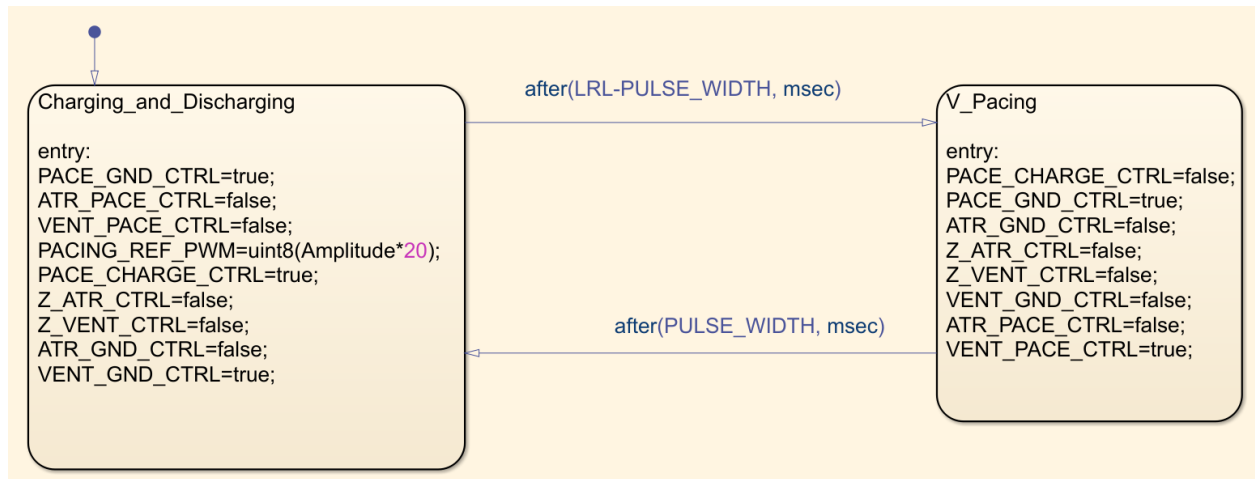 Charging_and_Discharging
entry:
PACE_GND_CTRL=true;
ATR_PACE_CTRL=false;
VENT_PACE_CTRL=false;
PACING_REF_PWM=uint8(Amplitude*20);
PACE_CHARGE_CTRL=true;
Z_ATR_CTRL=false;
Z_VENT_CTRL=false;
ATR_GND_CTRL=false;
VENT_GND_CTRL=true;
after(LRL-PULSE_WIDTH, msec)
after(PULSE_WIDTH, msec)
V_Pacing
entry:
PACE_CHARGE_CTRL=false;
PACE_GND_CTRL=true;
ATR_GND_CTRL=false;
Z_ATR_CTRL=false;
Z_VENT_CTRL=false;
VENT_GND_CTRL=false;
ATR_PACE_CTRL=false;
VENT_PACE_CTRL=true;